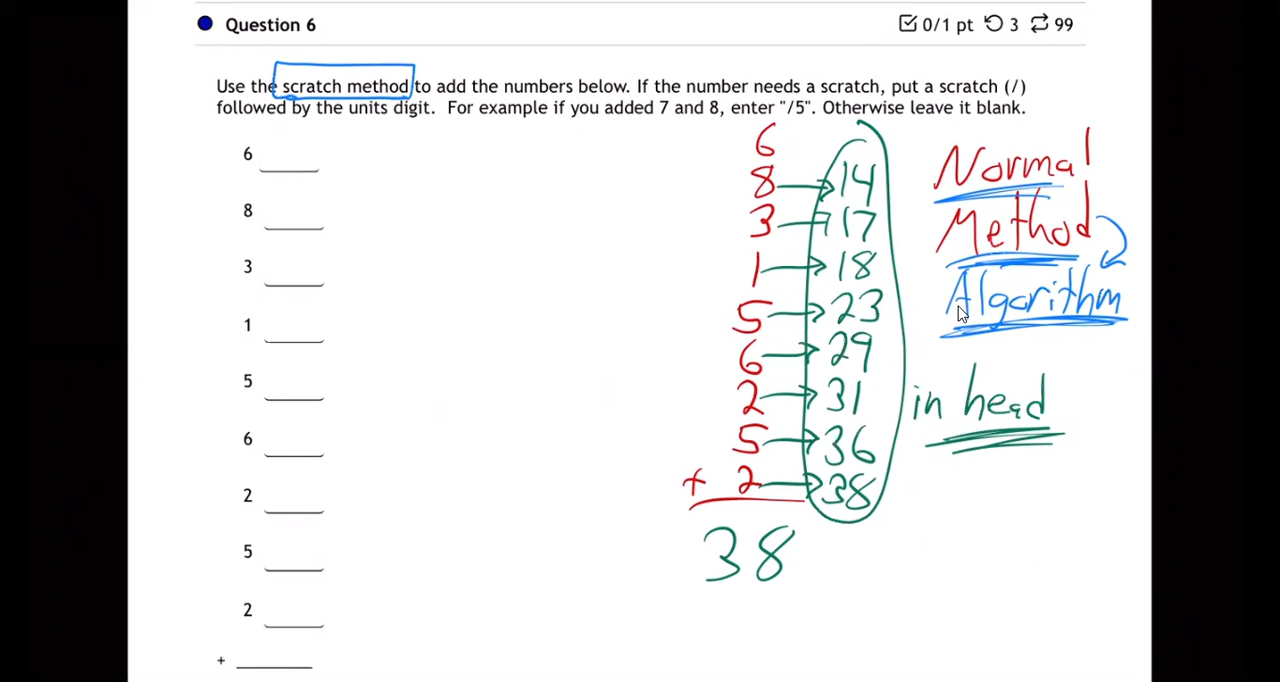 Question 6
0/1 pt 3 99
Use the scratch method to add the numbers below. If the number needs a scratch, put a scratch (/)
followed by the units digit. For example if you added 7 and 8, enter "/5". Otherwise leave it blank.
6
8
3
1
5
6
2
5
2
+
6
8 14
3 17
1 18
5 23
6 29
2 31
5 36
+ 2 38
38
Normal
Method
Algorithm
in head